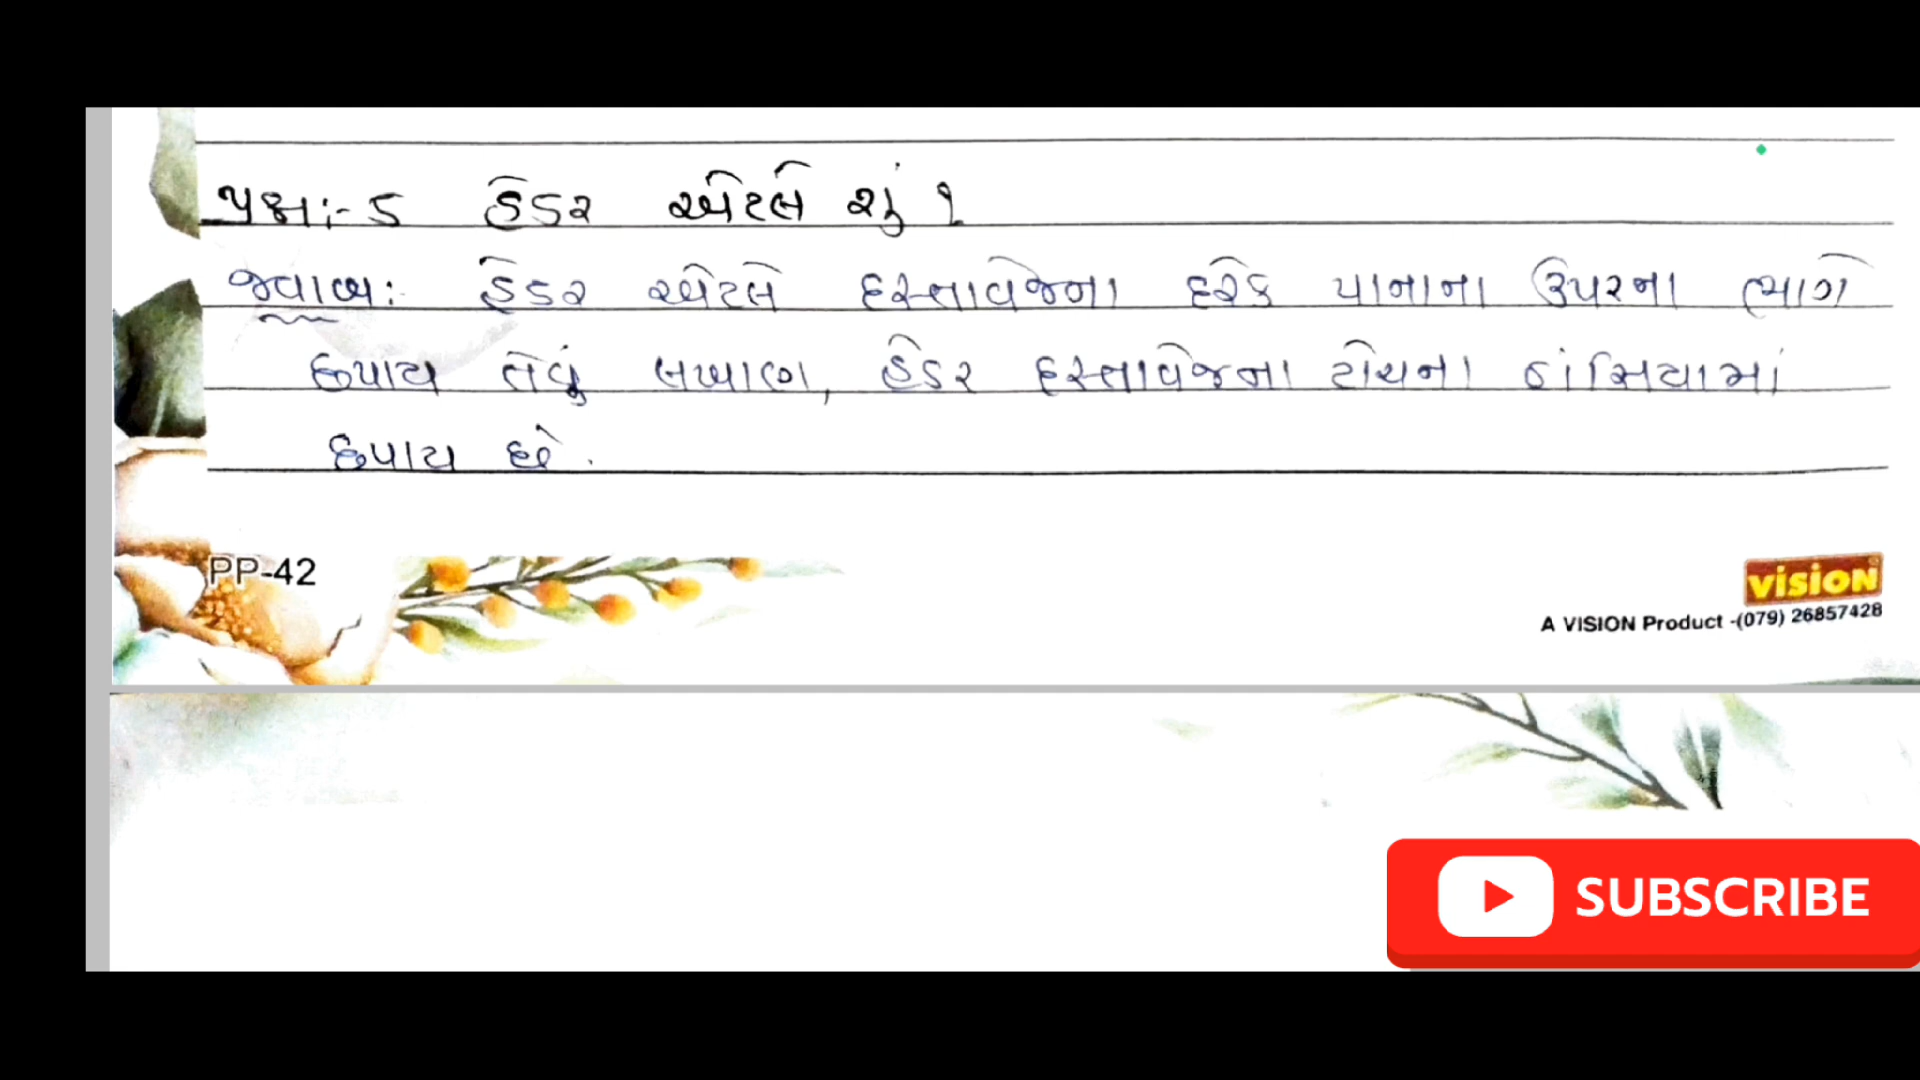 પ્રશ્ન:- 5 હેડર એટલે શું ?
જવાબ: હેડર એટલે દસ્તાવેજના દરેક પાનાના ઉપરના ભાગે
છપાય તેવું લખાણ, હેડર દસ્તાવેજના ટોચના હાંસિયામાં
છપાય છે.
PP-42
VISION
A VISION Product -(079) 26857428
SUBSCRIBE